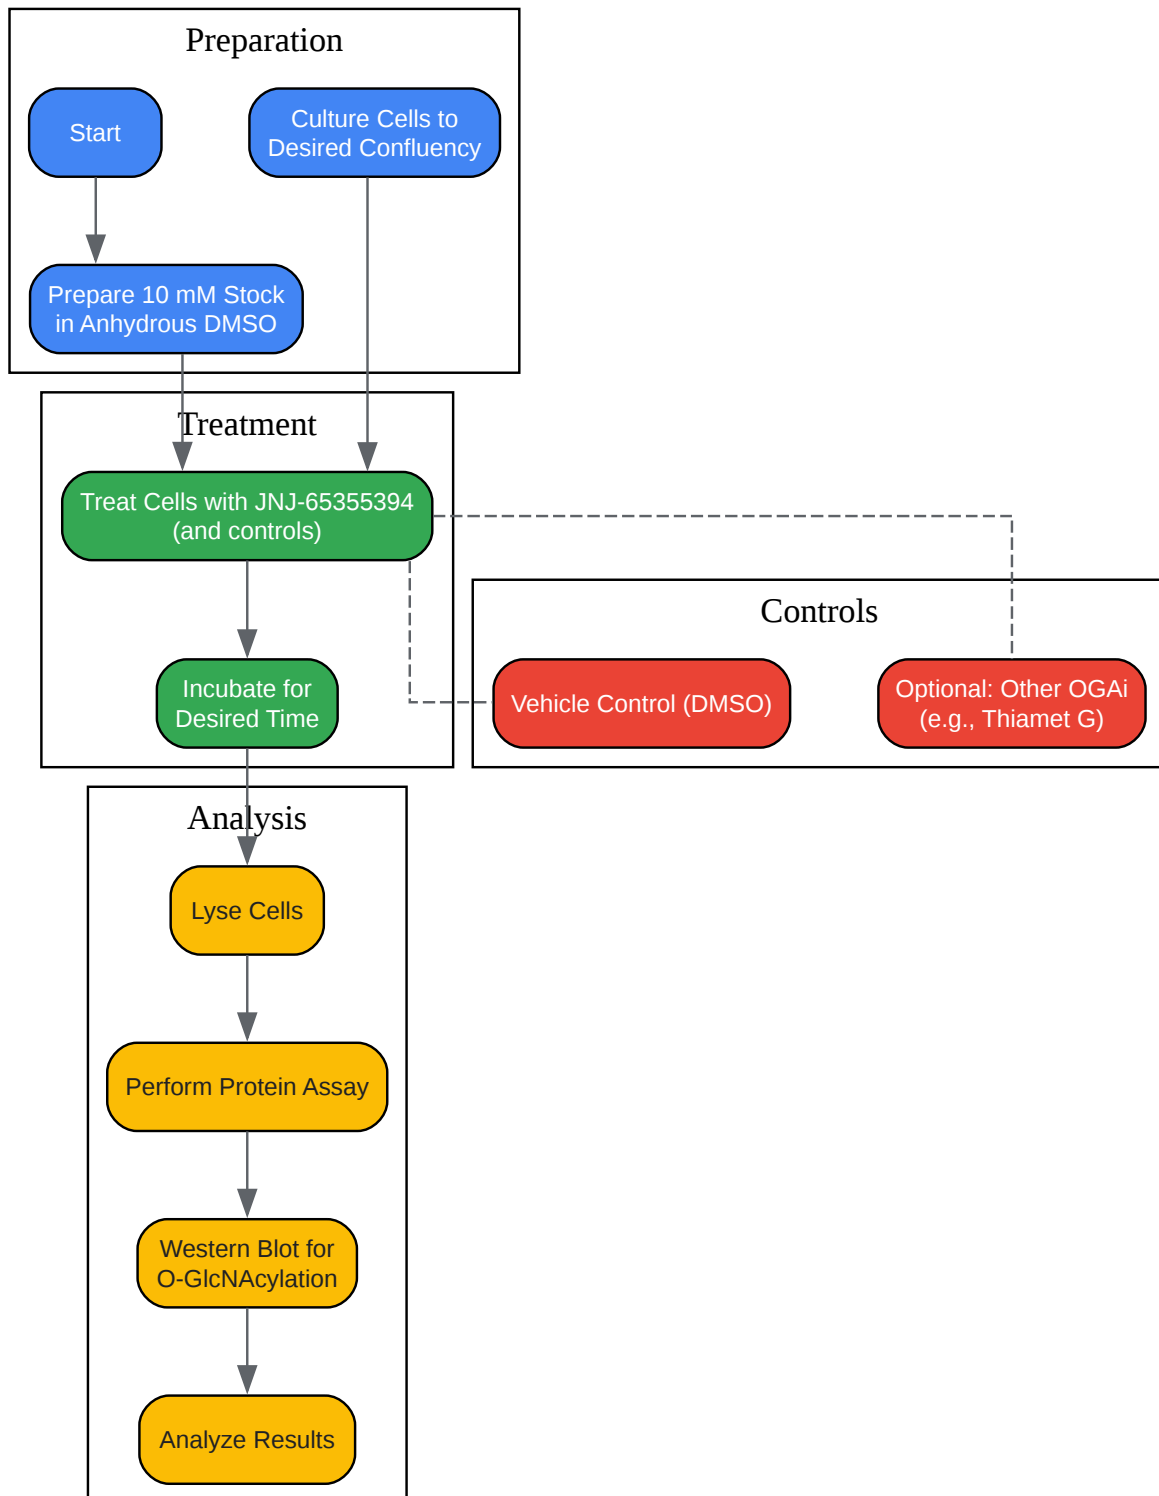 Preparation
Start
Culture Cells to
Desired Confluency
Prepare 10 mM Stock
in Anhydrous DMSO
Treatment
Treat Cells with JNJ-65355394
(and controls)
Controls
Incubate for
Desired Time
Vehicle Control (DMSO)
Optional: Other OGAi
(e.g., Thiamet G)
Analysis
Lyse Cells
Perform Protein Assay
Western Blot for
O-GlcNAcylation
Analyze Results